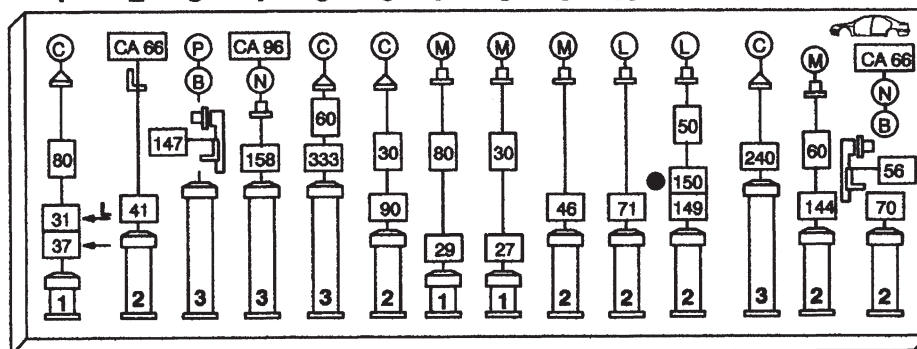 C CA 66 P CA 96 C C M M M L L C M CA 66
B N N
60 50 B
147 80 158 333 30 80 30 240 60 56
150
31 L 41 90 46 71 149 144 70
37 29 27
1 2 3 3 3 2 1 1 2 2 2 3 2 2